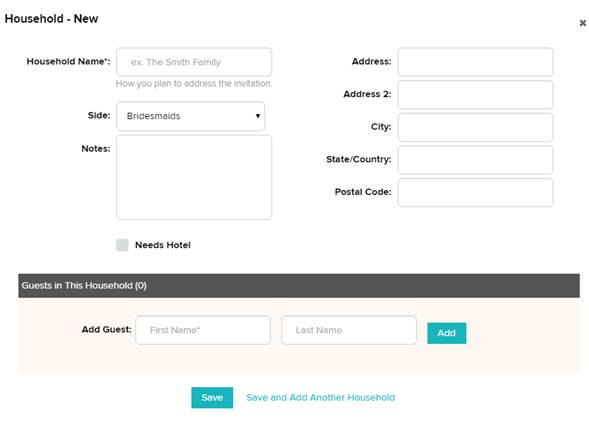 Household - New
×
Household Name*:
ex. The Smith Family
How you plan to address the invitation.
Side:
Bridesmaids
Notes:
Needs Hotel
Address:
Address 2:
City:
State/Country:
Postal Code:
Guests in This Household (0)
Add Guest: First Name* Last Name Add
Save Save and Add Another Household